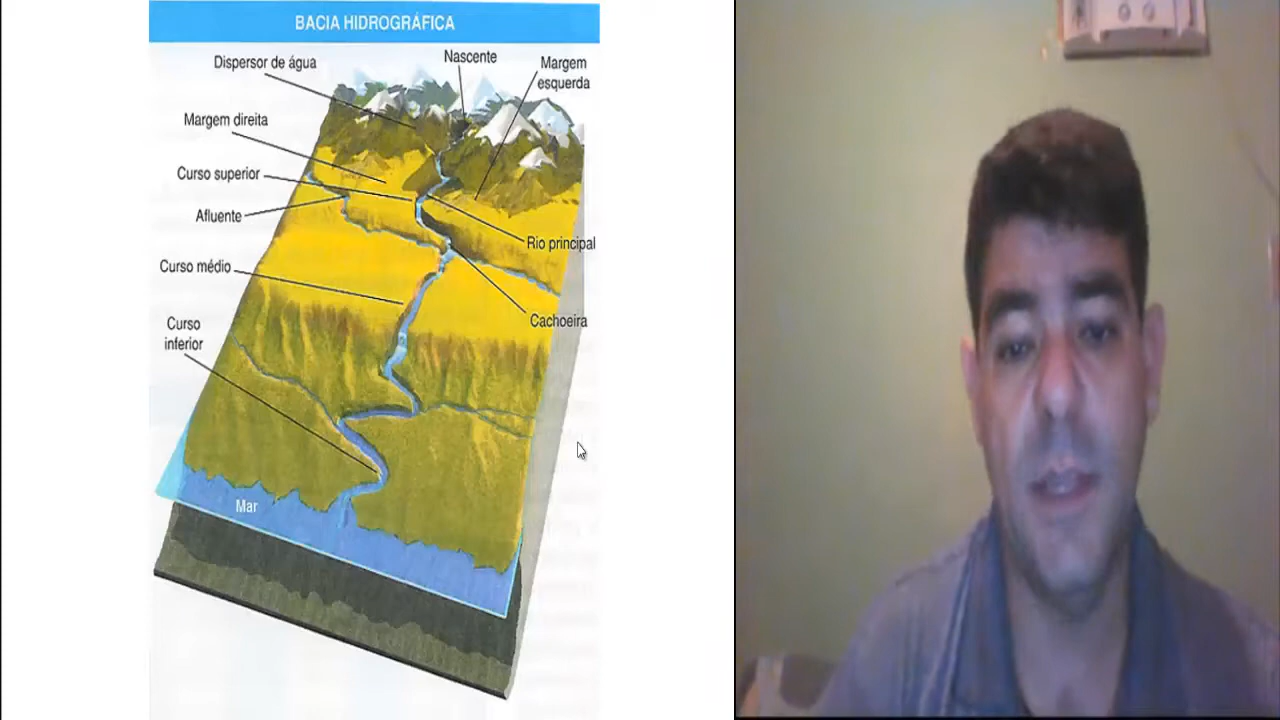 BACIA HIDROGRÁFICA
Dispersor de água
Nascente
Margem
esquerda
Margem direita
Curso superior
Afluente
Rio principal
Curso médio
Cachoeira
Curso
inferior
Mar